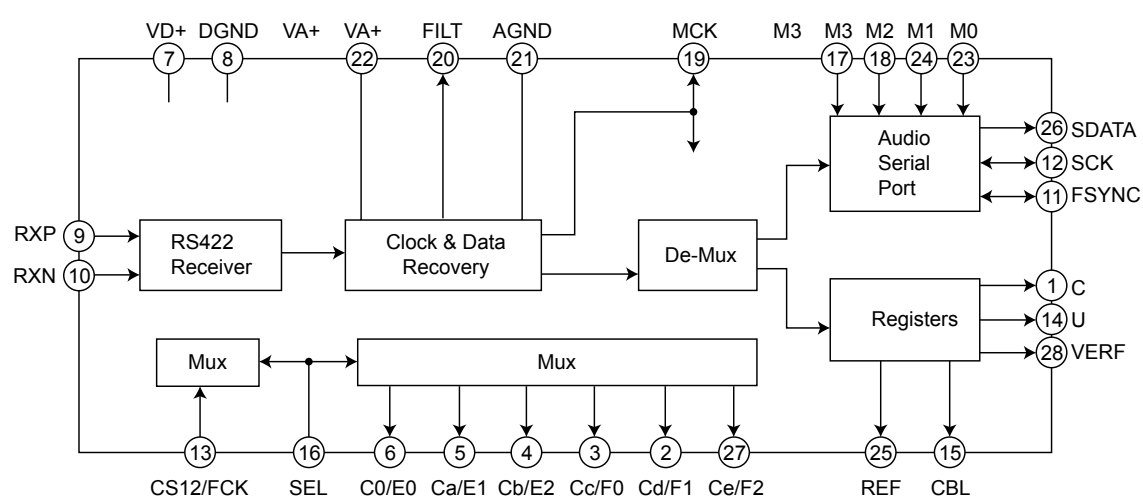 VD+ DGND VA+ VA+ FILT AGND MCK M3 M3 M2 M1 M0
7 8 22 20 21 19 17 18 24 23
Audio
Serial
Port
26 SDATA
12 SCK
11 FSYNC
RXP 9
RXN 10
RS422
Receiver
Clock & Data
Recovery
De-Mux
Registers
1 C
14 U
28 VERF
Mux
Mux
13 16 6 5 4 3 2 27 25 15
CS12/FCK SEL C0/E0 Ca/E1 Cb/E2 Cc/F0 Cd/F1 Ce/F2 REF CBL